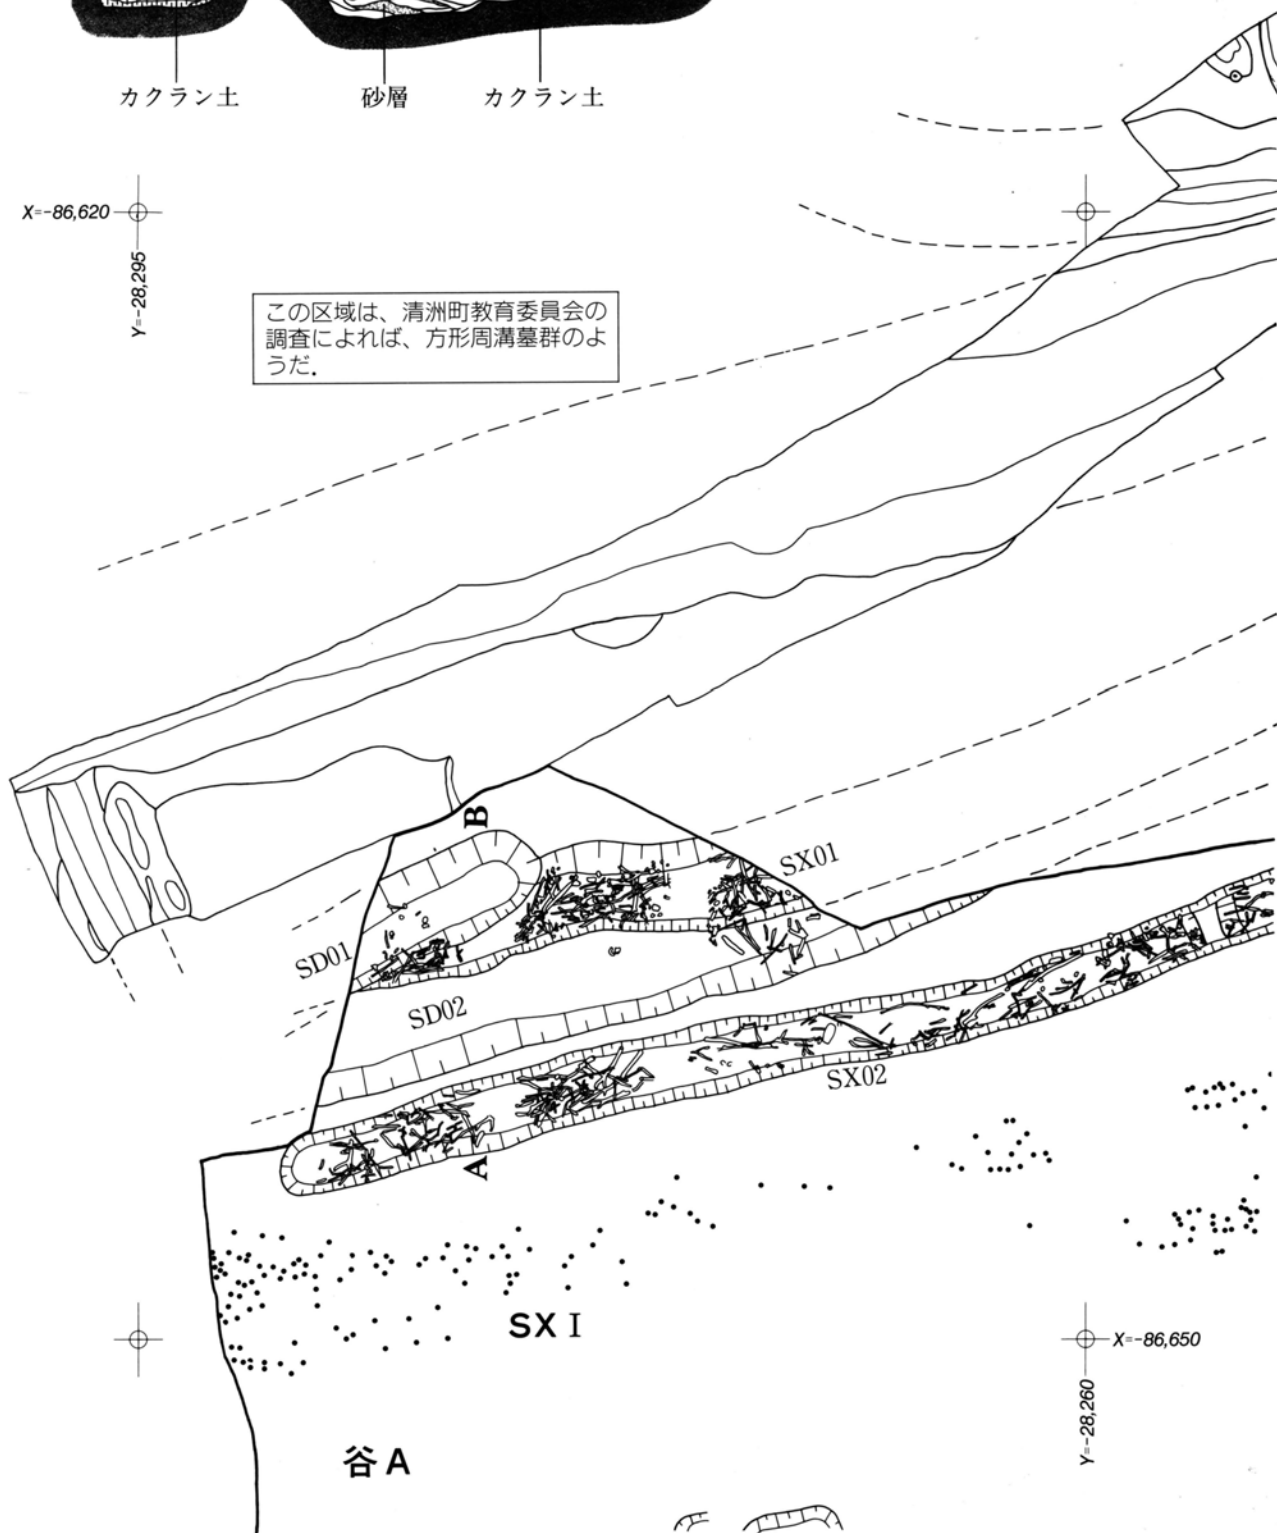 カクラン土
砂層
カクラン土
X=-86,620
Y=-28,295
この区域は、清洲町教育委員会の
調査によれば、方形周溝墓群のよ
うだ.
B
SX01
SD01
SD02
SX02
A
SX I
X=-86,650
Y=-28,260
谷A